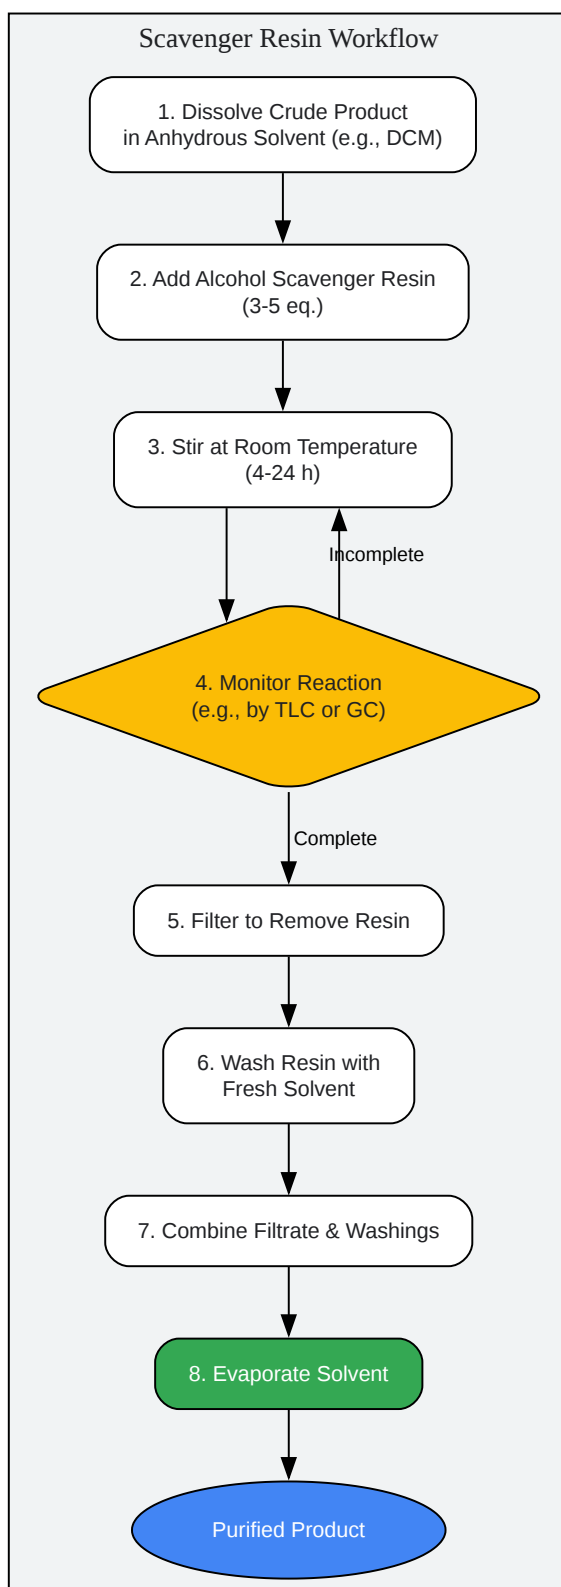 Scavenger Resin Workflow
1. Dissolve Crude Product
in Anhydrous Solvent (e.g., DCM)
2. Add Alcohol Scavenger Resin
(3-5 eq.)
3. Stir at Room Temperature
(4-24 h)
Incomplete
4. Monitor Reaction
(e.g., by TLC or GC)
Complete
5. Filter to Remove Resin
6. Wash Resin with
Fresh Solvent
7. Combine Filtrate & Washings
8. Evaporate Solvent
Purified Product